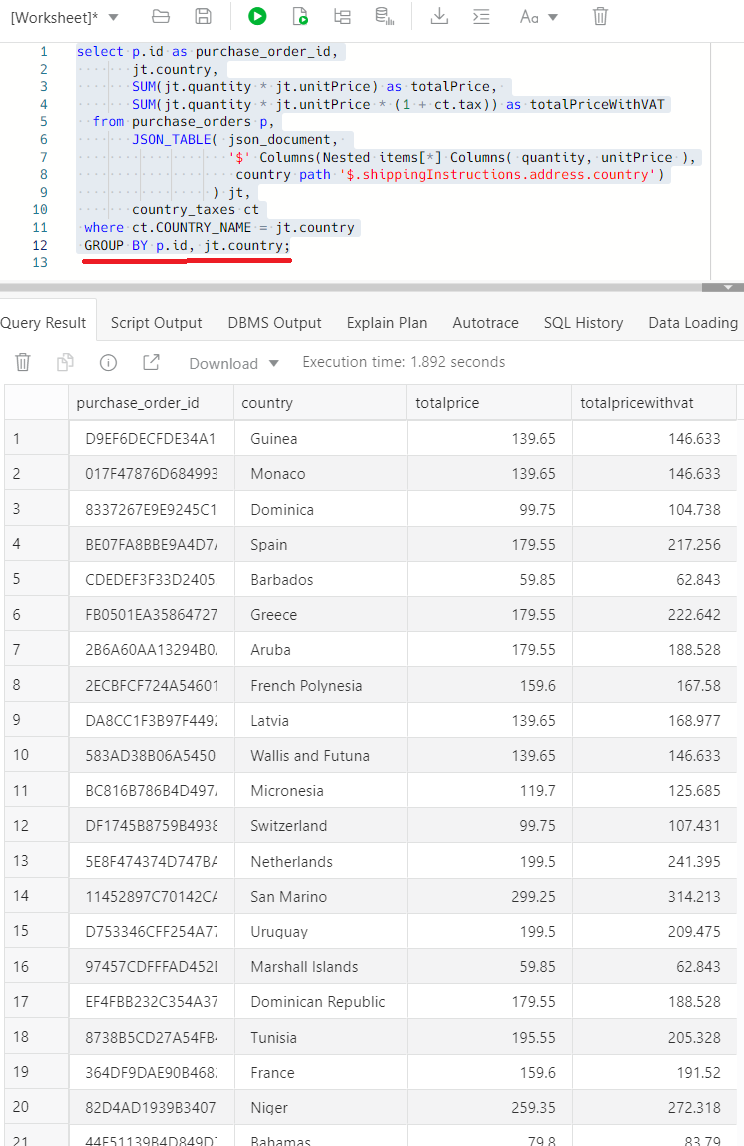 [Worksheet]* Aa
1 select p.id as purchase_order_id,
2 jt.country,
3 SUM(jt.quantity * jt.unitPrice) as totalPrice,
4 SUM(jt.quantity * jt.unitPrice * (1 + ct.tax)) as totalPriceWithVAT
5 from purchase_orders p,
6 JSON_TABLE( json_document,
7 '$' Columns(Nested items[*] Columns( quantity, unitPrice ),
8 country path '$.shippingInstructions.address.country')
9 ) jt,
10 country_taxes ct
11 where ct.COUNTRY_NAME = jt.country
12 GROUP BY p.id, jt.country;
13
Query Result Script Output DBMS Output Explain Plan Autotrace SQL History Data Loading
Download Execution time: 1.892 seconds
purchase_order_id country totalprice totalpricewithvat
1 D9EF6DECFDE34A1 Guinea 139.65 146.633
2 017F47876D684993 Monaco 139.65 146.633
3 8337267E9E9245C1 Dominica 99.75 104.738
4 BE07FA8BBE9A4D7 Spain 179.55 217.256
5 CDEDEF3F33D2405 Barbados 59.85 62.843
6 FB0501EA35864727 Greece 179.55 222.642
7 2B6A60AA13294B0 Aruba 179.55 188.528
8 2ECBFCF724A54601 French Polynesia 159.6 167.58
9 DA8CC1F3B97F4492 Latvia 139.65 168.977
10 583AD38B06A5450 Wallis and Futuna 139.65 146.633
11 BC816B786B4D497 Micronesia 119.7 125.685
12 DF1745B8759B4938 Switzerland 99.75 107.431
13 5E8F474374D747BA Netherlands 199.5 241.395
14 11452897C70142CA San Marino 299.25 314.213
15 D753346CFF254A77 Uruguay 199.5 209.475
16 97457CDFFFAD452 Marshall Islands 59.85 62.843
17 EF4FBB232C354A37 Dominican Republic 179.55 188.528
18 8738B5CD27A54FB Tunisia 195.55 205.328
19 364DF9DAE90B468 France 159.6 191.52
20 82D4AD1939B3407 Niger 259.35 272.318
21 44E51139B4D849D Bahamas 79.8 83.79